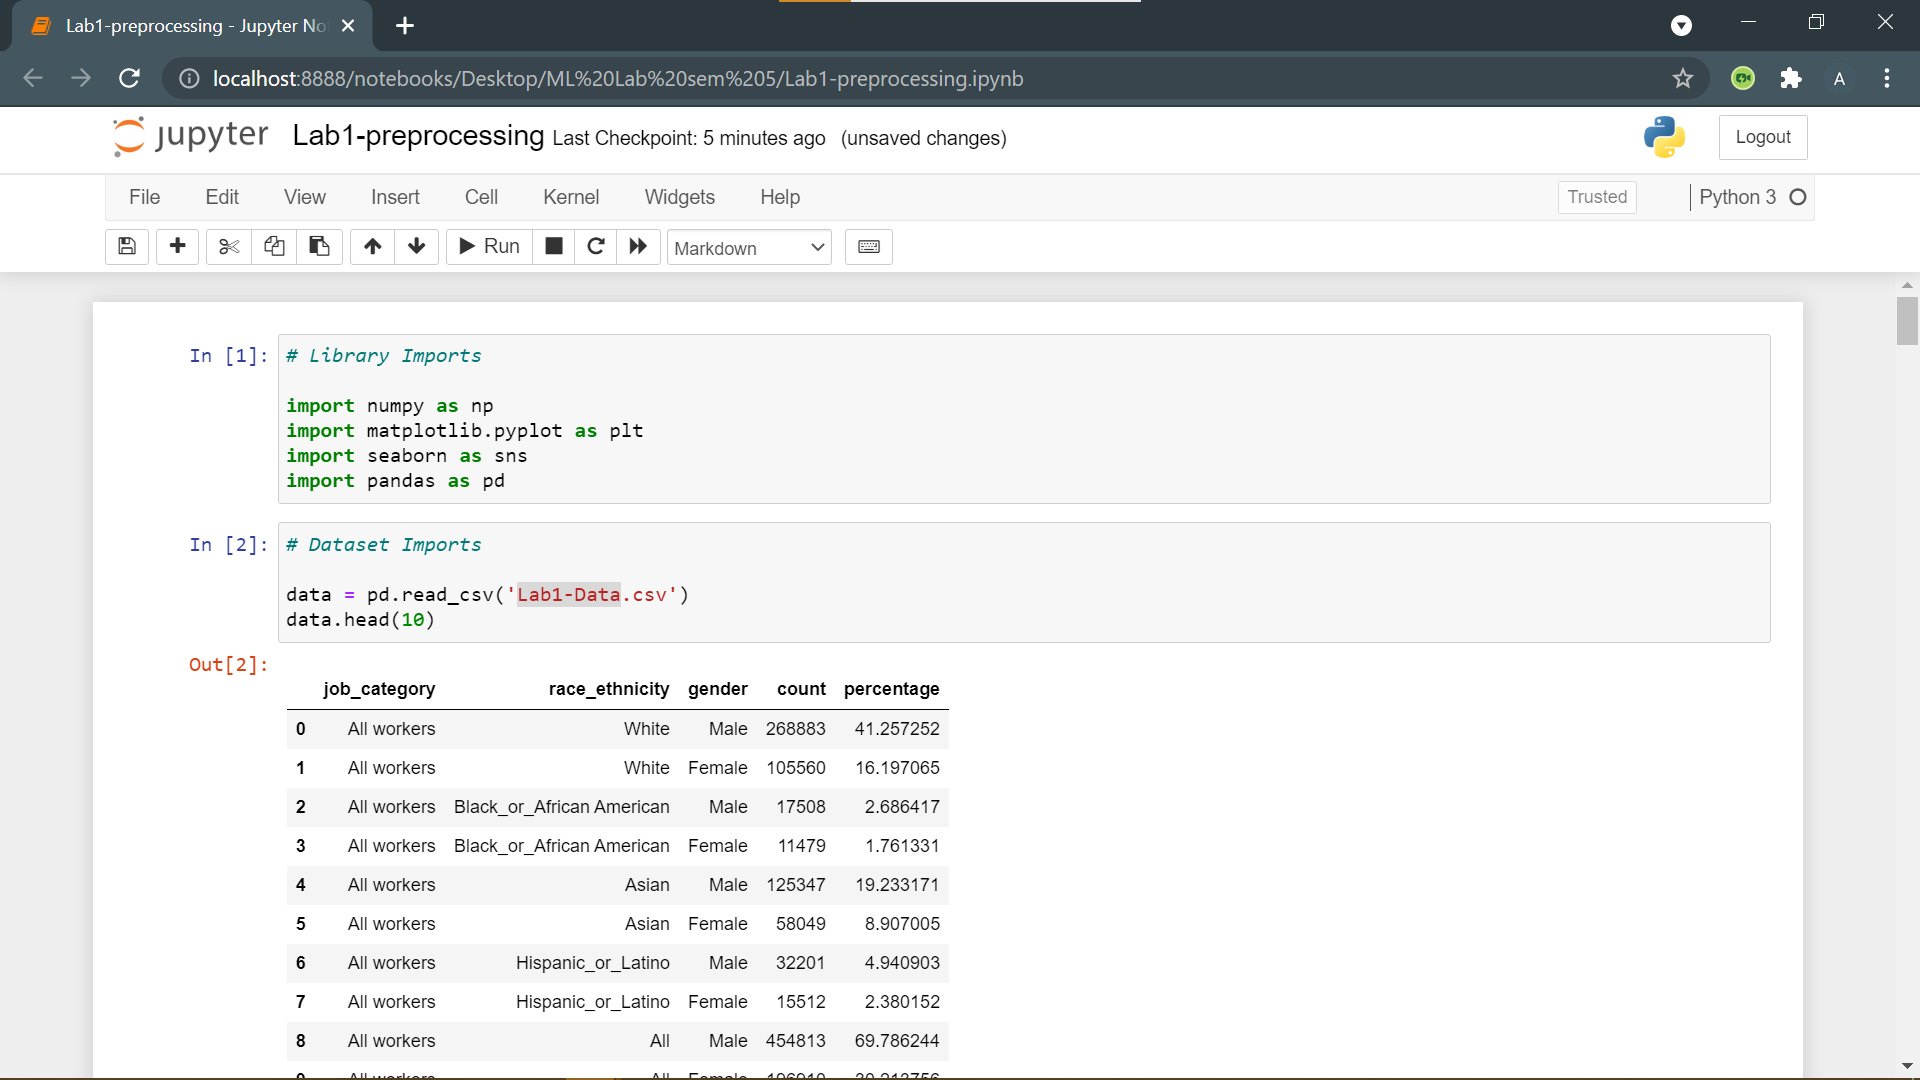 Lab1-preprocessing - Jupyter No
localhost:8888/notebooks/Desktop/ML%20Lab%20sem%205/Lab1-preprocessing.ipynb
A
jupyter Lab1-preprocessing Last Checkpoint: 5 minutes ago (unsaved changes)
Logout
File Edit View Insert Cell Kernel Widgets Help
Trusted Python 3
Run Markdown
In [1]: # Library Imports
import numpy as np
import matplotlib.pyplot as plt
import seaborn as sns
import pandas as pd
In [2]: # Dataset Imports
data = pd.read_csv('Lab1-Data.csv')
data.head(10)
Out[2]:
job_category race_ethnicity gender count percentage
0 All workers White Male 268883 41.257252
1 All workers White Female 105560 16.197065
2 All workers Black_or_African American Male 17508 2.686417
3 All workers Black_or_African American Female 11479 1.761331
4 All workers Asian Male 125347 19.233171
5 All workers Asian Female 58049 8.907005
6 All workers Hispanic_or_Latino Male 32201 4.940903
7 All workers Hispanic_or_Latino Female 15512 2.380152
8 All workers All Male 454813 69.786244
9 All workers All Female 196910 30.213756